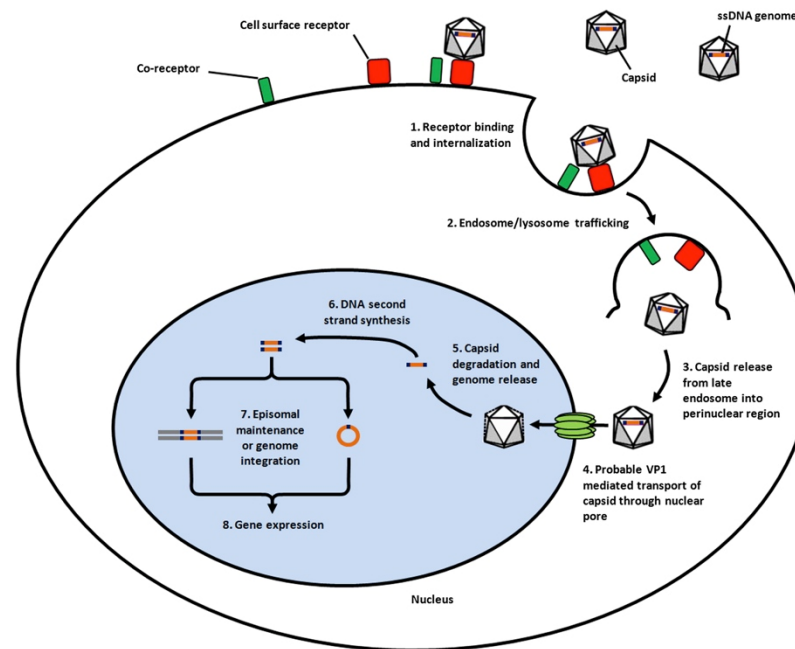 ssDNA genome
Cell surface receptor
Co-receptor
Capsid
1. Receptor binding
and internalization
2. Endosome/lysosome trafficking
3. Capsid release
from late
endosome into
perinuclear region
4. Probable VP1
mediated transport of
capsid through nuclear
pore
5. Capsid
degradation and
genome release
6. DNA second
strand synthesis
7. Episomal
maintenance
or genome
integration
8. Gene expression
Nucleus